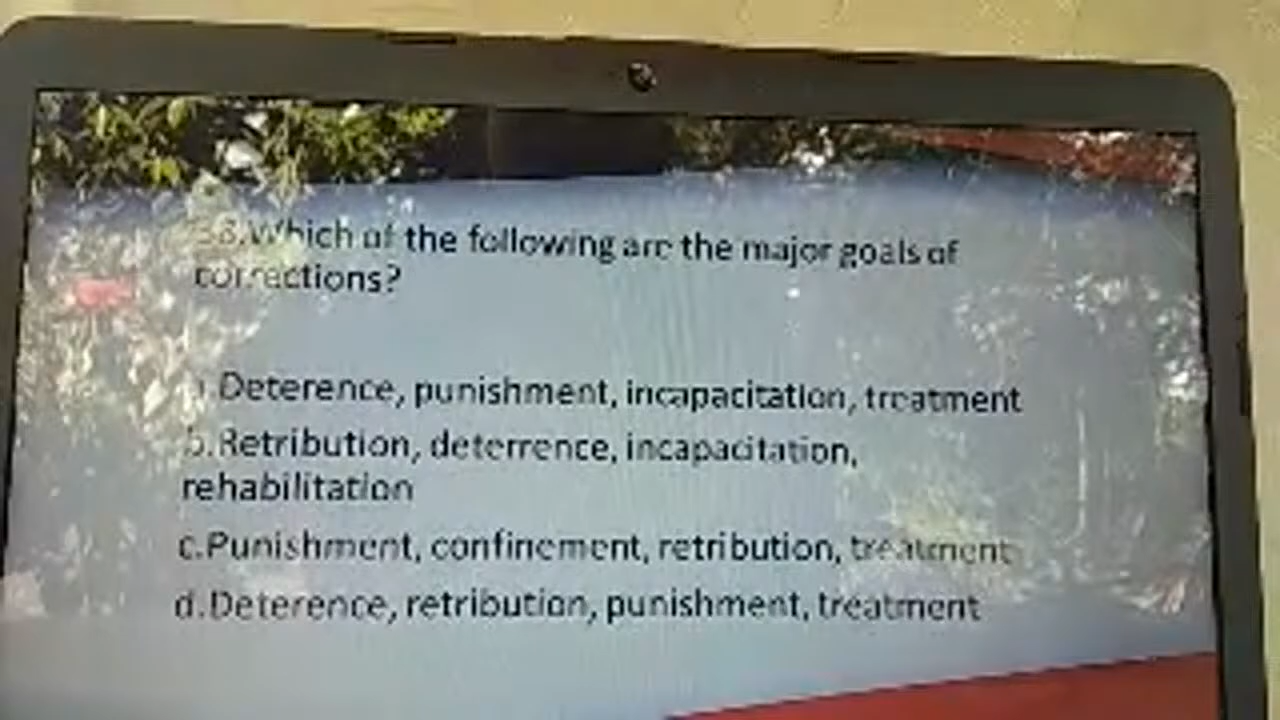 38.Which of the following are the major goals of
corrections?
a.Deterence, punishment, incapacitation, treatment
b.Retribution, deterrence, incapacitation,
rehabilitation
c.Punishment, confinement, retribution, treatment
d.Deterence, retribution, punishment, treatment